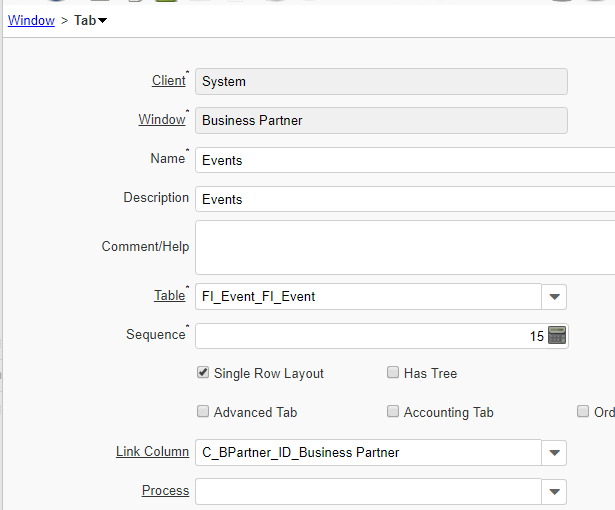 Window > Tab
Client* System
Window* Business Partner
Name* Events
Description Events
Comment/Help
Table* FI_Event_FI_Event
Sequence* 15
Single Row Layout Has Tree
Advanced Tab Accounting Tab Ord
Link Column C_BPartner_ID_Business Partner
Process